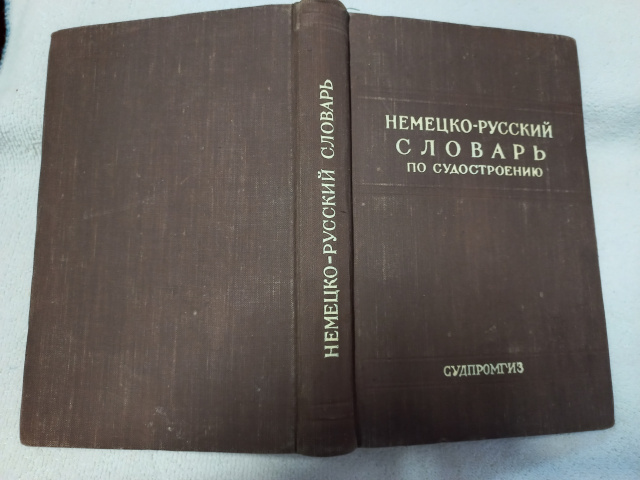 НЕМЕЦКО-РУССКИЙ СЛОВАРЬ
НЕМЕЦКО-РУССКИЙ
СЛОВАРЬ
ПО СУДОСТРОЕНИЮ
СУДПРОМГИЗ